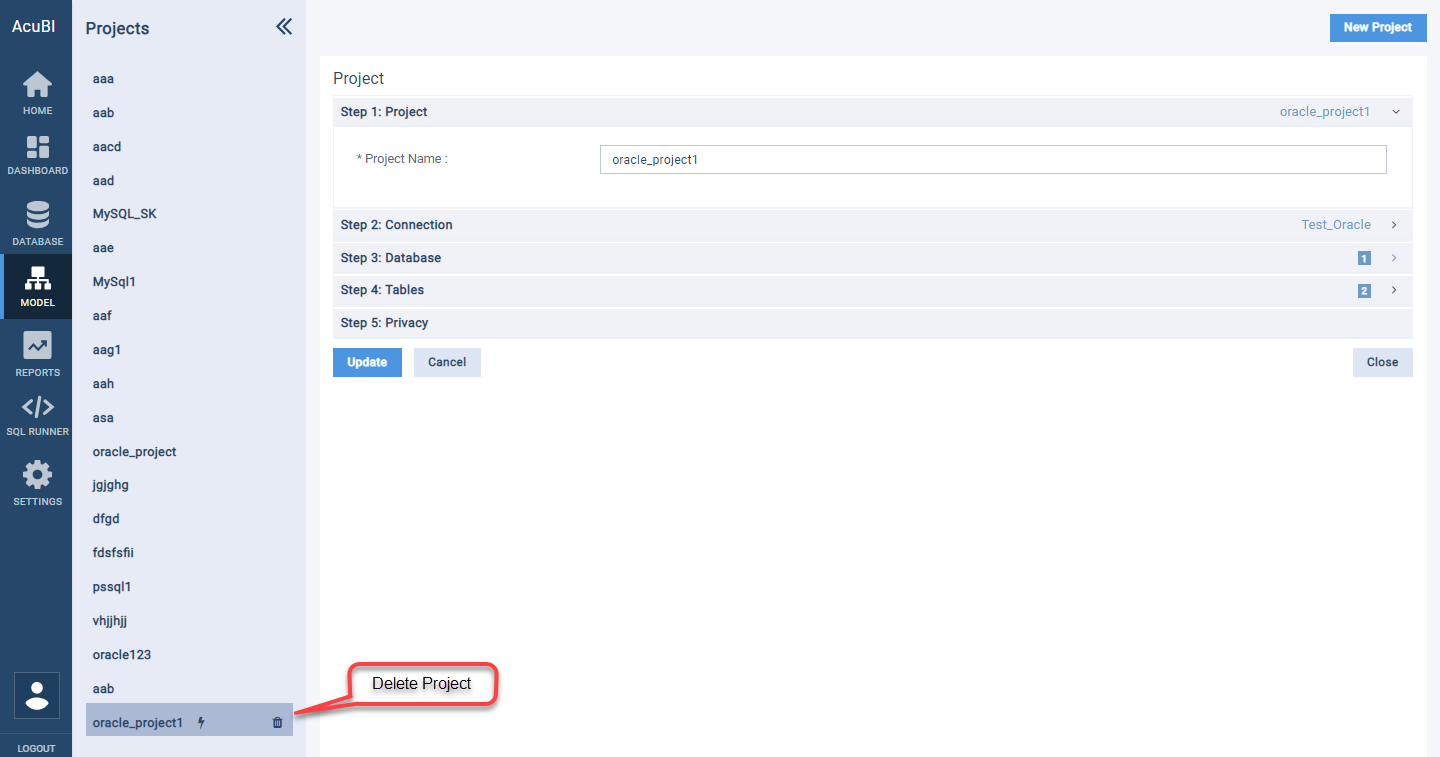 AcuBI
HOME
DASHBOARD
DATABASE
MODEL
REPORTS
SQL RUNNER
SETTINGS
LOGOUT
Projects
aaa
aab
aacd
aad
MySQL_SK
aae
MySql1
aaf
aag1
aah
asa
oracle_project
jgjghg
dfgd
fdsfsfii
pssql1
vhjjhjj
oracle123
aab
oracle_project1
New Project
Project
Step 1: Project oracle_project1
* Project Name : oracle_project1
Step 2: Connection Test_Oracle
Step 3: Database 1
Step 4: Tables 2
Step 5: Privacy
Update Cancel Close
Delete Project